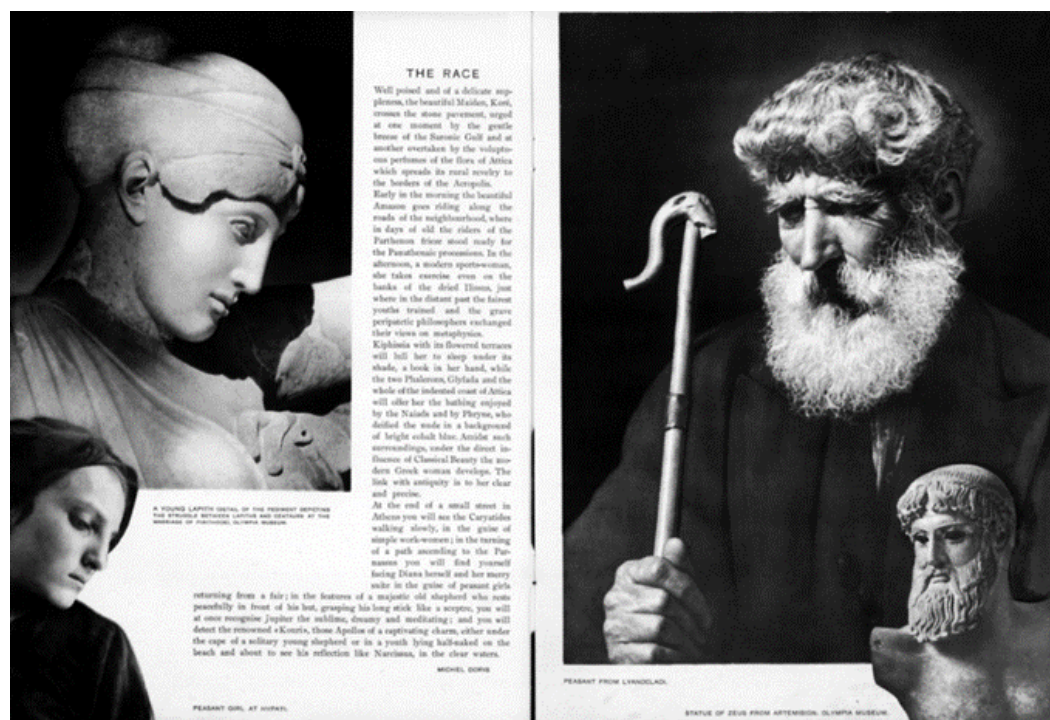 THE RACE
Well poised and of a delicate sup-
pleness, the beautiful Maiden, Koré,
crosses the stone pavement, urged
at one moment by the gentle
breeze of the Saronic Gulf and at
another overtaken by the volupto-
ous perfumes of the flora of Attica
which spreads its rural revelry to
the borders of the Acropolis.
Early in the morning the beautiful
Amazon goes riding along the
roads of the neighbourhood, where
in days of old the riders of the
Parthenon frieze stood ready for
the Panathenaic processions. In the
afternoon, a modern sports-woman,
she takes exercise even on the
banks of the dried Ilissus, just
where in the distant past the fairest
youths trained and the grave
peripatetic philosophers exchanged
their views on metaphysics.
Kiphissia with its flowered terraces
will lull her to sleep under its
shade, a book in her hand, while
the two Phalerons, Glyfada and the
whole of the indented coast of Attica
will offer her the bathing enjoyed
by the Naiads and by Phryne, who
deified the nude in a background
of bright cobalt blue. Amidst such
surroundings, under the direct in-
fluence of Classical Beauty the mo-
dern Greek woman develops. The
link with antiquity is to her clear
and precise.
At the end of a small street in
Athens you will see the Caryatides
walking slowly, in the guise of
simple work-women; in the turning
of a path ascending to the Par-
nassus you will find yourself
facing Diana herself and her merry
suite in the guise of peasant girls
returning from a fair; in the features of a majestic old shepherd who rests
peacefully in front of his hut, grasping his long stick like a sceptre, you will
at once recognise Jupiter the sublime, dreamy and meditating; and you will
detect the renowned «Kouri», those Apollos of a captivating charm, either under
the cape of a solitary young shepherd or in a youth lying half-naked on the
beach and about to see his reflection like Narcissus, in the clear waters.
MICHEL DORIS
A YOUNG LAPITH (DETAIL OF THE PEDIMENT DEPICTING
THE STRUGGLE BETWEEN LAPITHS AND CENTAURS AT THE
MARRIAGE OF PIRITHOOS). OLYMPIA MUSEUM.
PEASANT GIRL AT HYPATI.
PEASANT FROM LYANDELADI.
STATUE OF ZEUS FROM ARTEMISION. OLYMPIA MUSEUM.